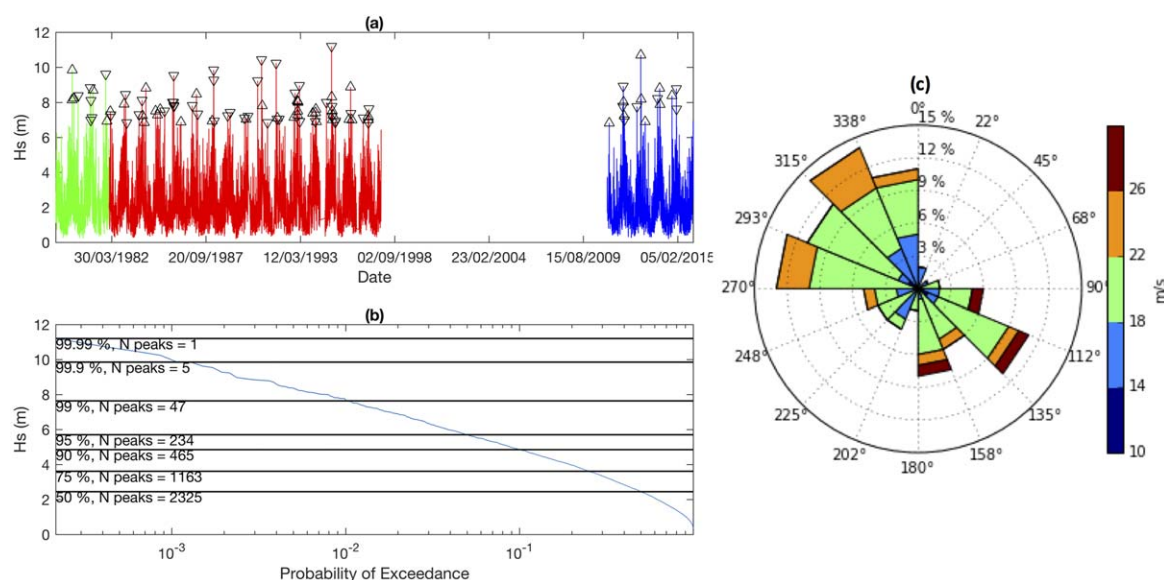 (a)
12
10
8
6
4
2
0
Hs (m)
30/03/1982 20/09/1987 12/03/1993 02/09/1998 23/02/2004 15/08/2009 05/02/2015
Date
(b)
12
10
8
6
4
2
0
Hs (m)
99.99 %, N peaks = 1
99.9 %, N peaks = 5
99 %, N peaks = 47
95 %, N peaks = 234
90 %, N peaks = 465
75 %, N peaks = 1163
50 %, N peaks = 2325
10⁻³ 10⁻² 10⁻¹
Probability of Exceedance
(c)
0°
22°
45°
68°
90°
112°
135°
158°
180°
202°
225°
248°
270°
293°
315°
338°
15 %
12 %
9 %
6 %
3 %
26
22
18
14
10
m/s